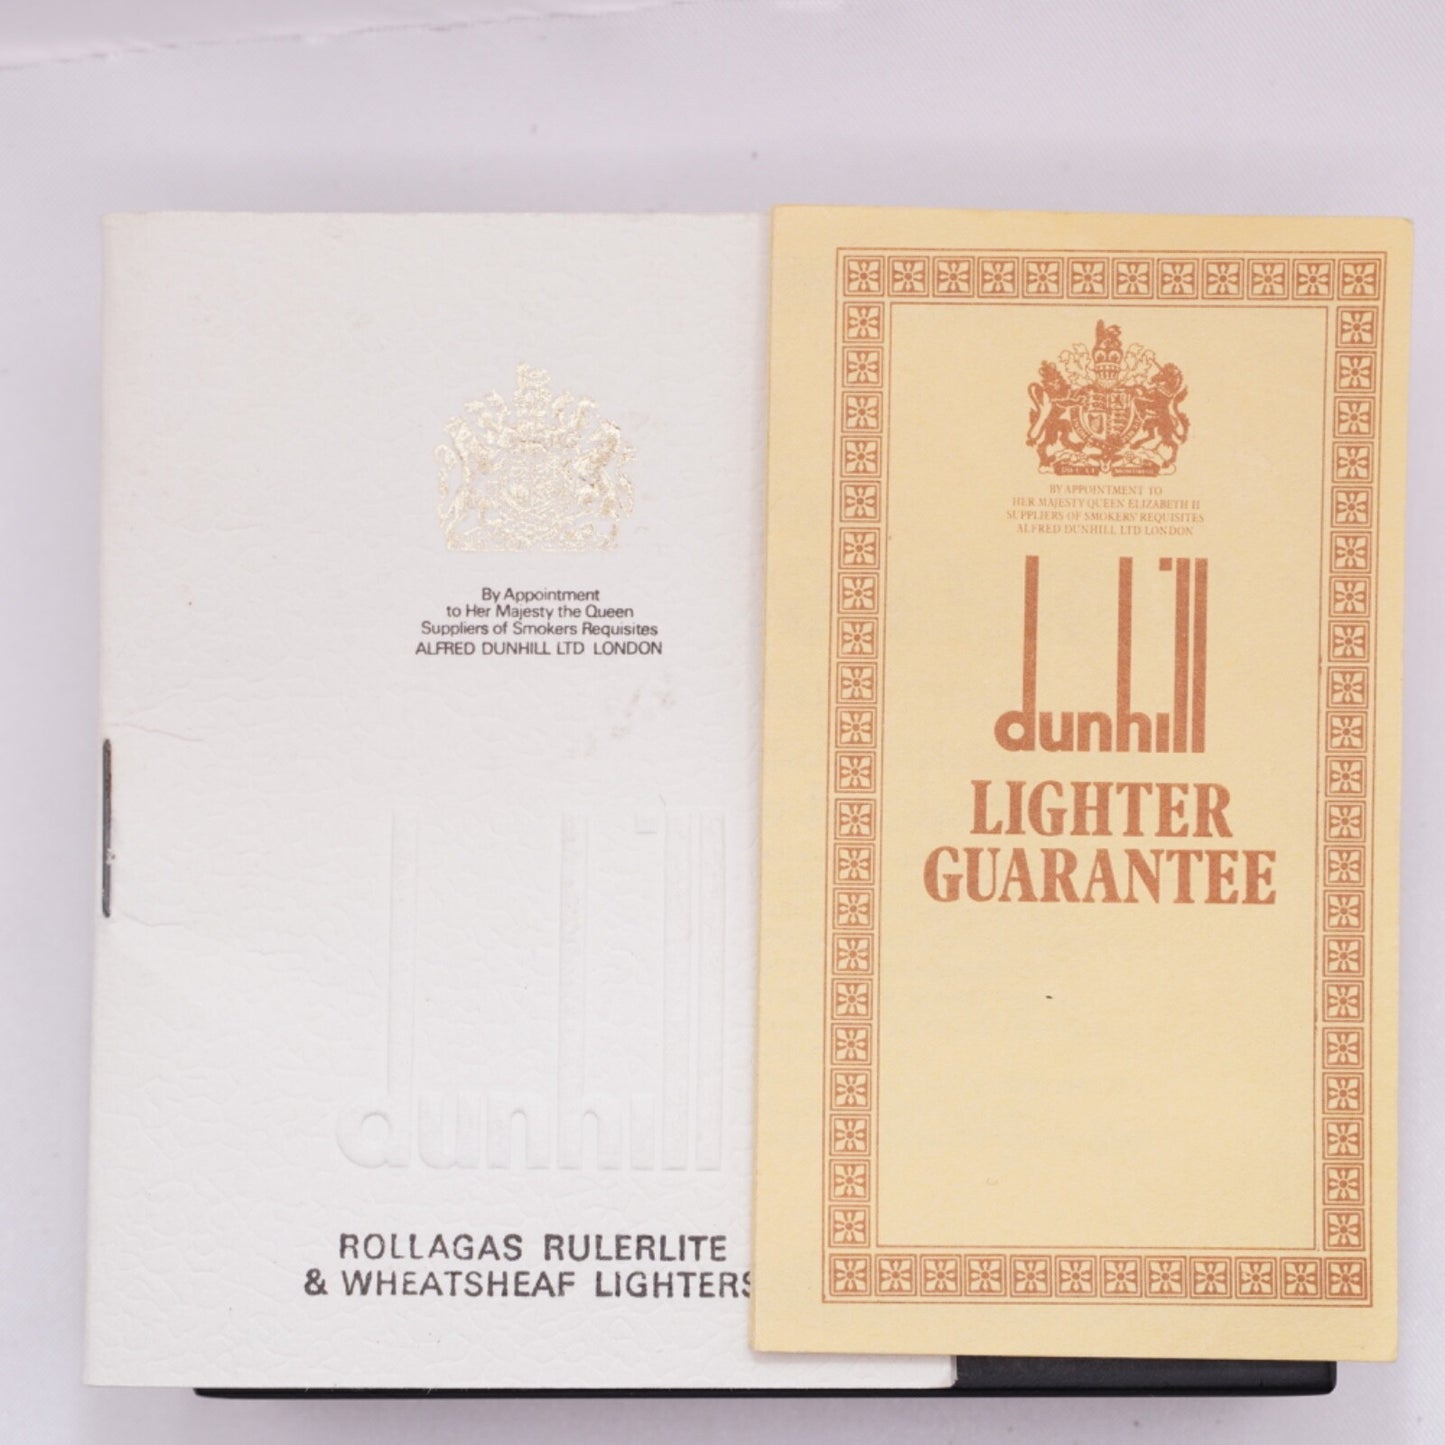 By Appointment
to Her Majesty the Queen
Suppliers of Smokers Requisites
ALFRED DUNHILL LTD LONDON
dunhill
ROLLAGAS RULERLITE
& WHEATSHEAF LIGHTERS
BY APPOINTMENT TO
HER MAJESTY QUEEN ELIZABETH II
SUPPLIERS OF SMOKERS' REQUISITES
ALFRED DUNHILL LTD LONDON
dunhill
LIGHTER
GUARANTEE